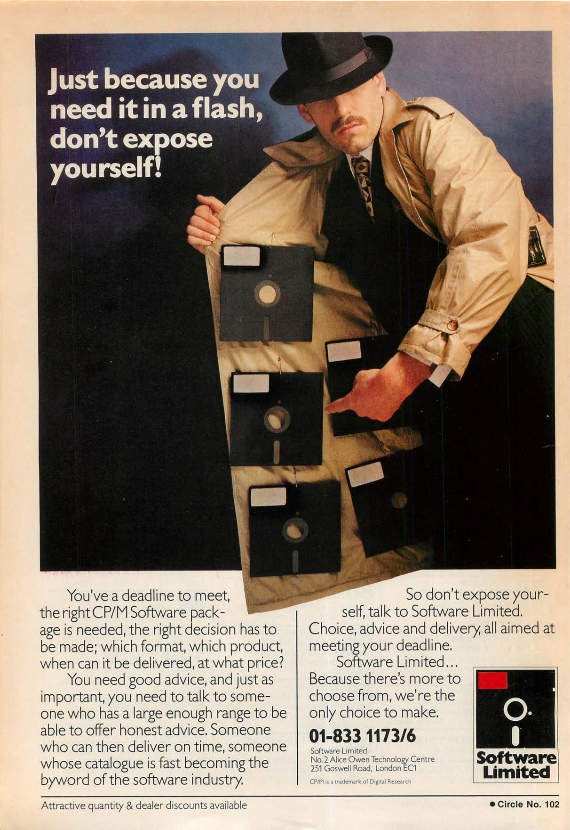 Just because you
need it in a flash,
don't expose
yourself!
You've a deadline to meet,
the right CP/M Software pack-
age is needed, the right decision has to
be made; which format, which product,
when can it be delivered, at what price?
You need good advice, and just as
important, you need to talk to some-
one who has a large enough range to be
able to offer honest advice. Someone
who can then deliver on time, someone
whose catalogue is fast becoming the
byword of the software industry.
So don't expose your-
self, talk to Software Limited.
Choice, advice and delivery, all aimed at
meeting your deadline.
Software Limited...
Because there's more to
choose from, we're the
only choice to make.
01-833 1173/6
Software Limited
No.2 Alice Owen Technology Centre
251 Goswell Road, London EC1
CP/M is a trademark of Digital Research
Software
Limited
Attractive quantity & dealer discounts available
• Circle No. 102